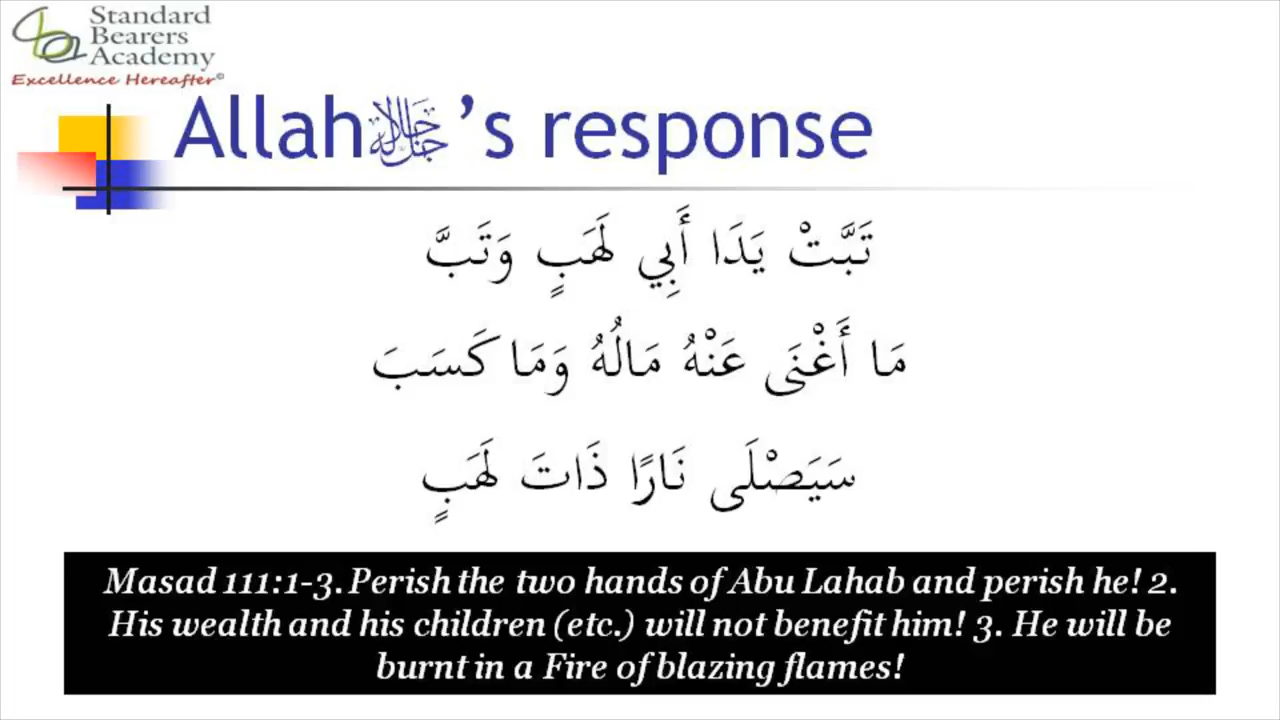 Standard
Bearers
Academy
Excellence Hereafter©
Allahﷻ’s response
تَبَّتْ يَدَا أَبِي لَهَبٍ وَتَبَّ
مَا أَغْنَى عَنْهُ مَالُهُ وَمَا كَسَبَ
سَيَصْلَى نَارًا ذَاتَ لَهَبٍ
Masad 111:1-3. Perish the two hands of Abu Lahab and perish he! 2.
His wealth and his children (etc.) will not benefit him! 3. He will be
burnt in a Fire of blazing flames!